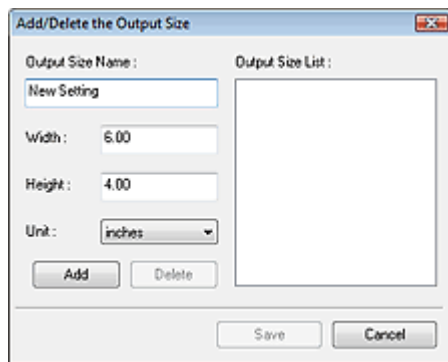 Add/Delete the Output Size
Output Size Name :
Output Size List :
New Setting
Width :
6.00
Height :
4.00
Unit :
inches
Add
Delete
Save
Cancel